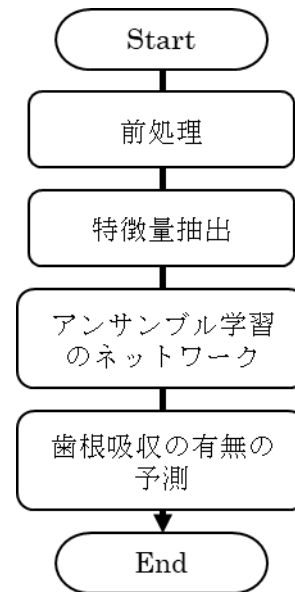 Start
前処理
特徴量抽出
アンサンブル学習
のネットワーク
歯根吸収の有無の
予測
End